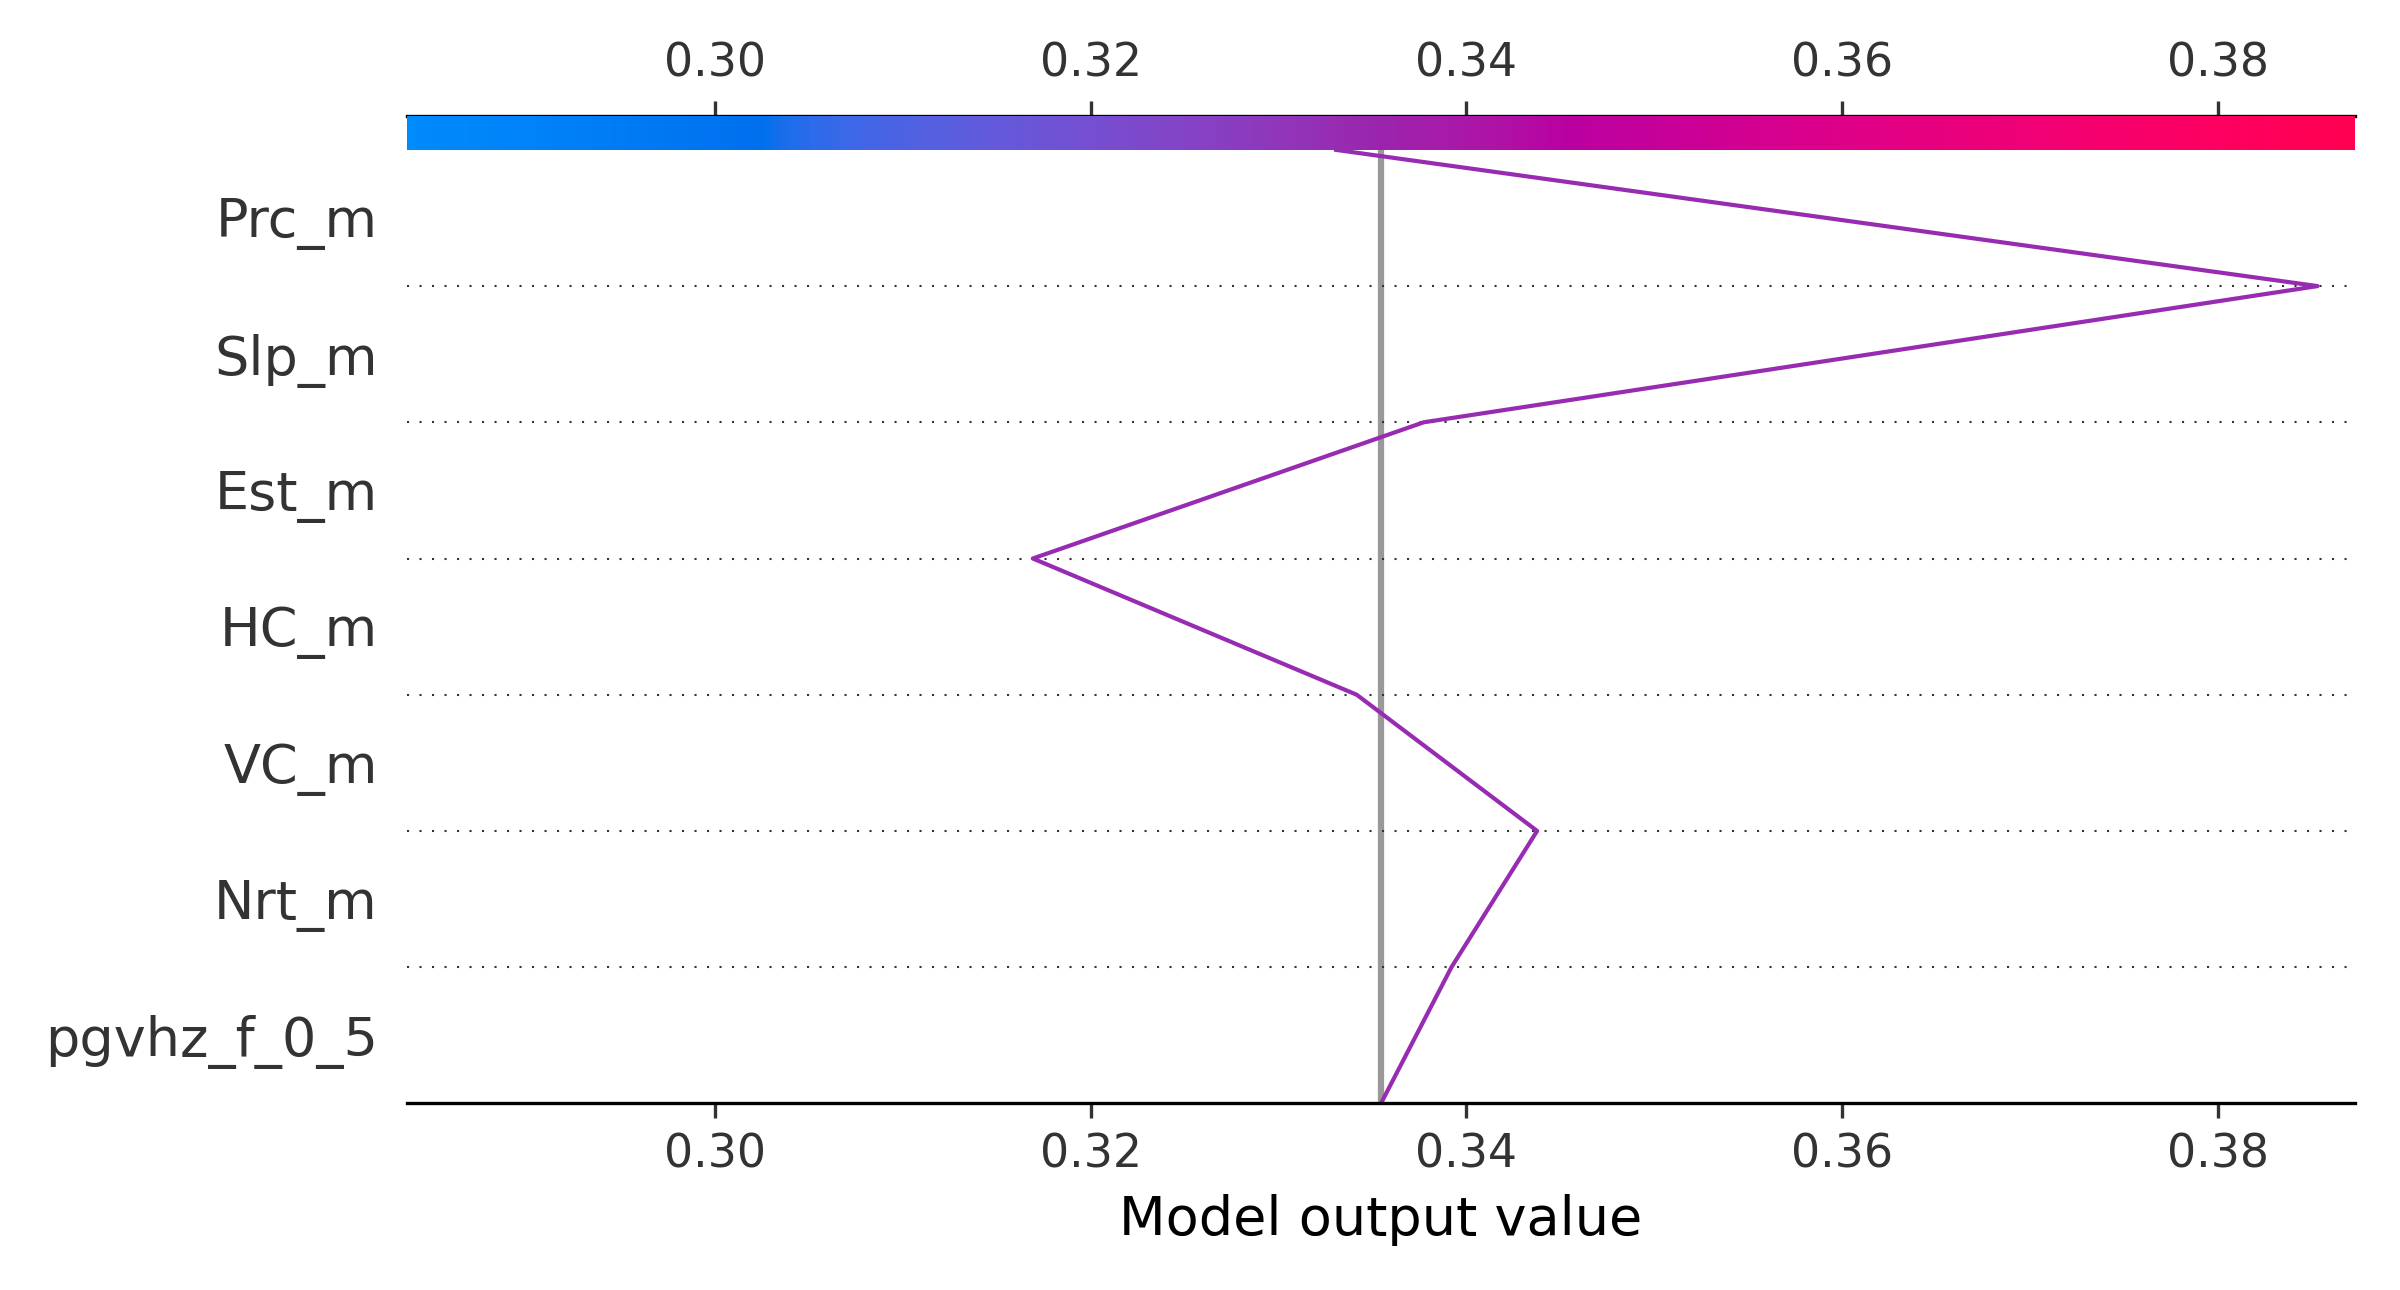 0.30 0.32 0.34 0.36 0.38
Prc_m
Slp_m
Est_m
HC_m
VC_m
Nrt_m
pgvhz_f_0_5
0.30 0.32 0.34 0.36 0.38
Model output value